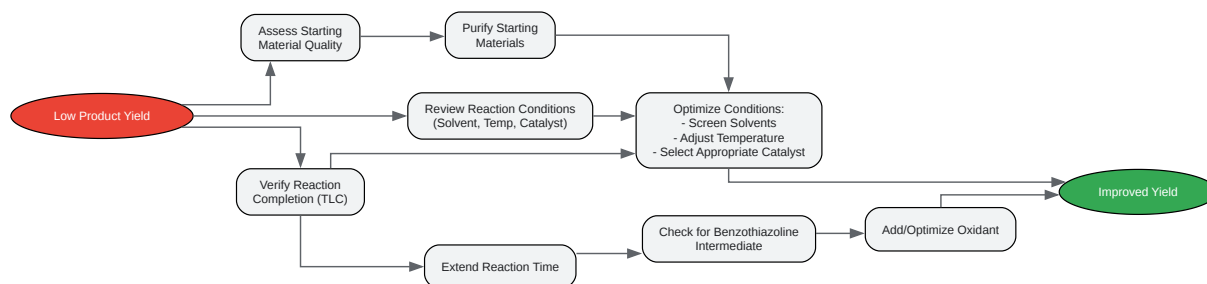 Assess Starting
Material Quality
Purify Starting
Materials
Low Product Yield
Review Reaction Conditions
(Solvent, Temp, Catalyst)
Optimize Conditions:
- Screen Solvents
- Adjust Temperature
- Select Appropriate Catalyst
Verify Reaction
Completion (TLC)
Improved Yield
Check for Benzothiazoline
Intermediate
Add/Optimize Oxidant
Extend Reaction Time